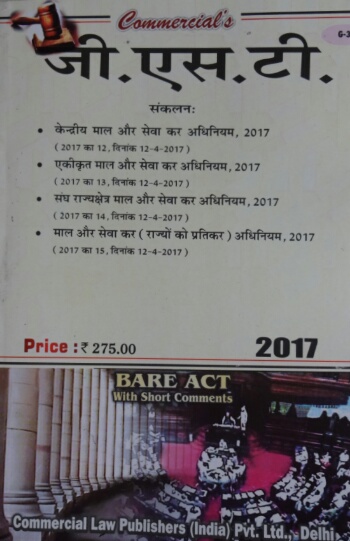 Commercial's
G-3
जी.एस.टी.
संकलन:
• केन्द्रीय माल और सेवा कर अधिनियम, 2017
( 2017 का 12, दिनांक 12-4-2017 )
• एकीकृत माल और सेवा कर अधिनियम, 2017
( 2017 का 13, दिनांक 12-4-2017 )
• संघ राज्यक्षेत्र माल और सेवा कर अधिनियम, 2017
( 2017 का 14, दिनांक 12-4-2017 )
• माल और सेवा कर ( राज्यों को प्रतिकर ) अधिनियम, 2017
( 2017 का 15, दिनांक 12-4-2017 )
Price : ₹ 275.00
2017
BARE ACT
With Short Comments
Commercial Law Publishers (India) Pvt. Ltd., Delhi